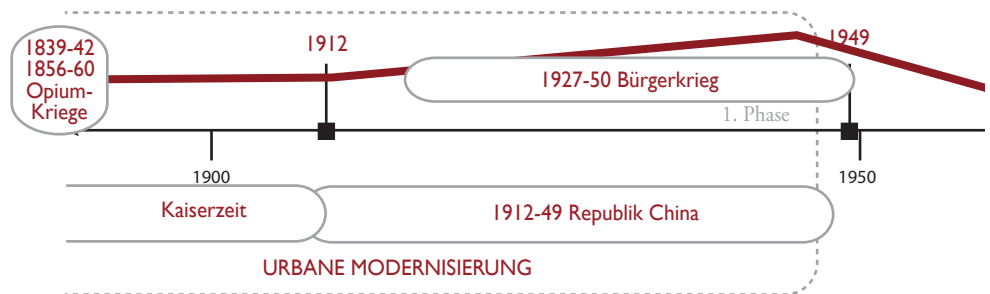 1839-42
1856-60
Opium-
Kriege
1912
1949
1927-50 Bürgerkrieg
1. Phase
1900
1950
Kaiserzeit
1912-49 Republik China
URBANE MODERNISIERUNG